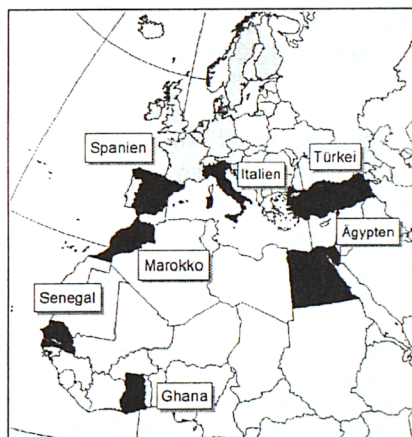 Spanien
Italien
Türkei
Ägypten
Marokko
Senegal
Ghana